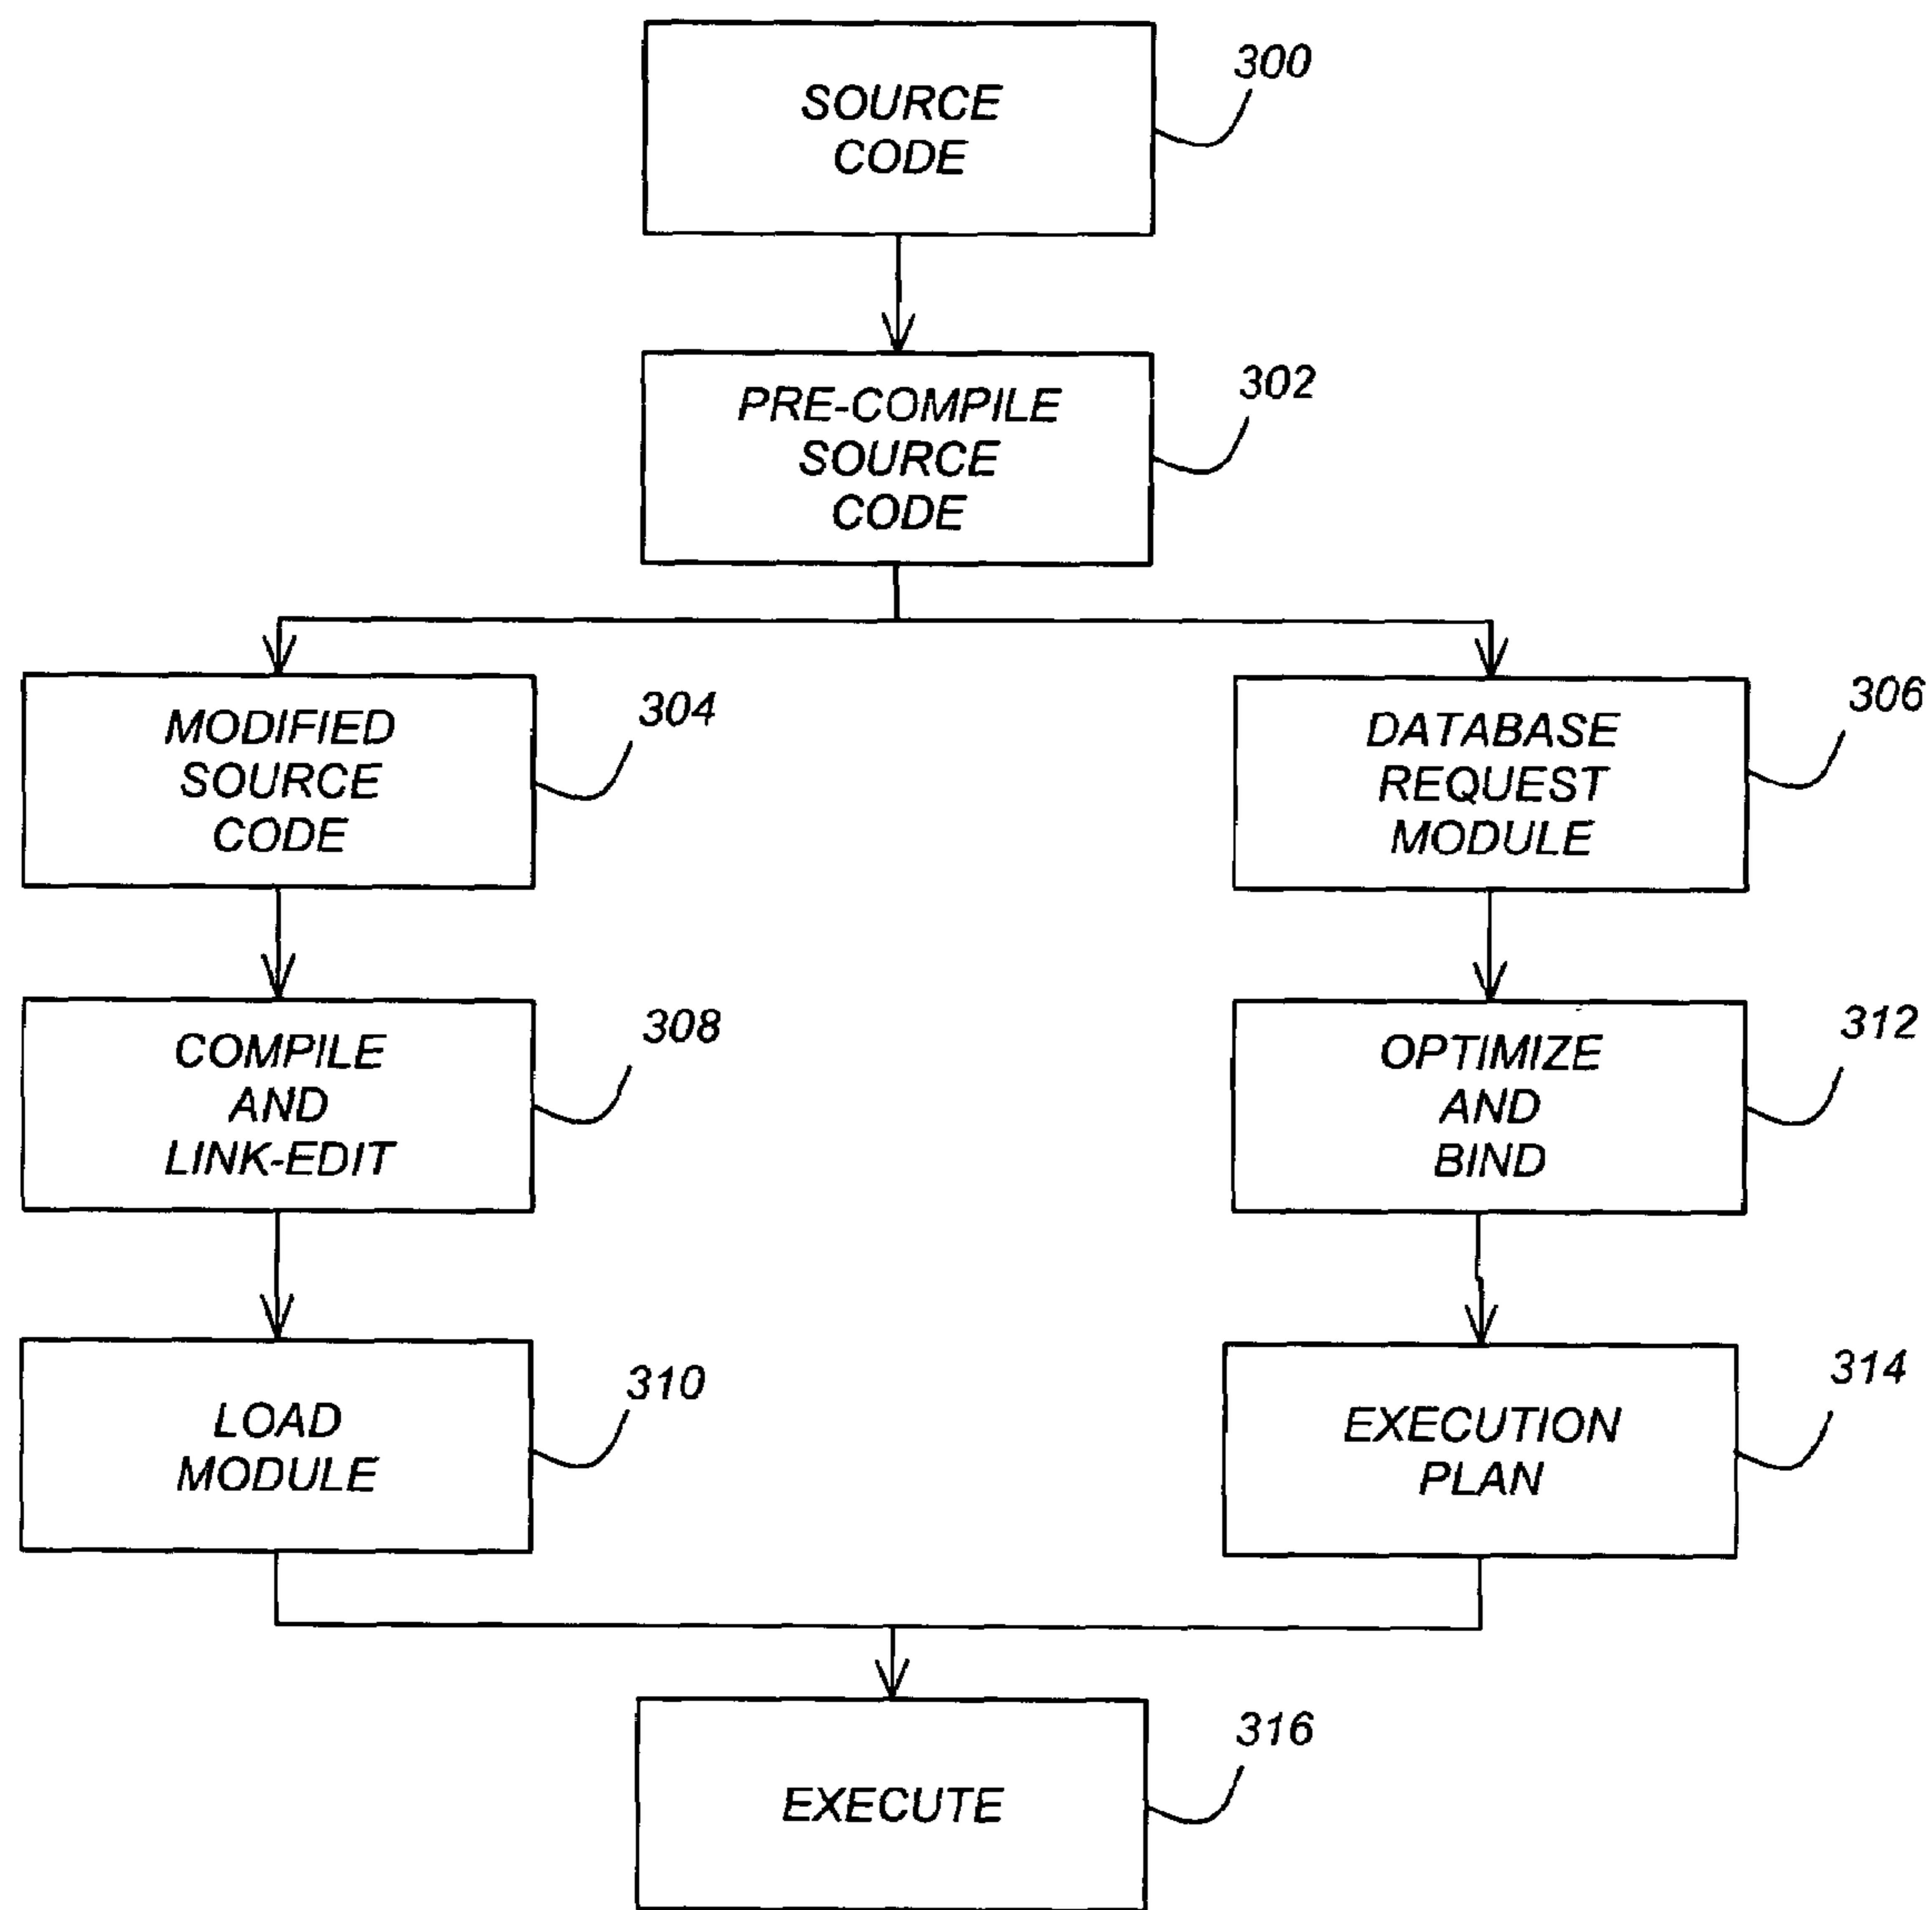 SOURCE
CODE
300
PRE-COMPILE
SOURCE
CODE
302
MODIFIED
SOURCE
CODE
304
DATABASE
REQUEST
MODULE
306
COMPILE
AND
LINK-EDIT
308
OPTIMIZE
AND
BIND
312
LOAD
MODULE
310
EXECUTION
PLAN
314
EXECUTE
316